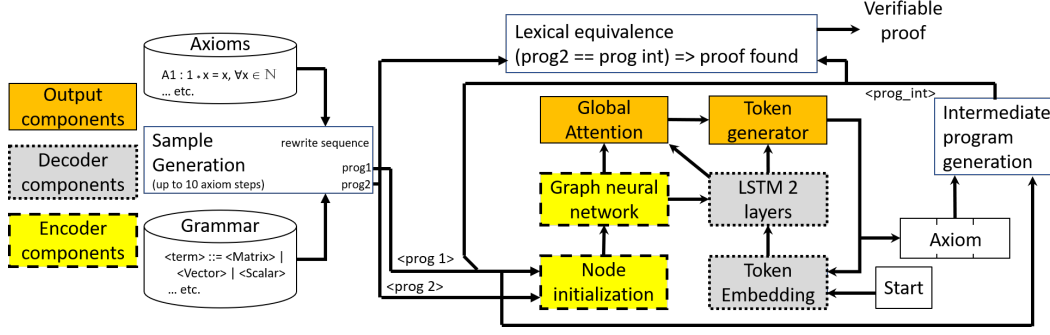 Axioms
A1 : 1 * x = x, ∀x ∈ ℕ
... etc.
Output
components
Decoder
components
Encoder
components
Sample
Generation
(up to 10 axiom steps)
rewrite sequence
prog1
prog2
Grammar
<term> ::= <Matrix> |
<Vector> | <Scalar>
... etc.
Lexical equivalence
(prog2 == prog int) => proof found
Verifiable
proof
<prog_int>
Global
Attention
Token
generator
Intermediate
program
generation
Graph neural
network
LSTM 2
layers
Axiom
<prog 1>
<prog 2>
Node
initialization
Token
Embedding
Start